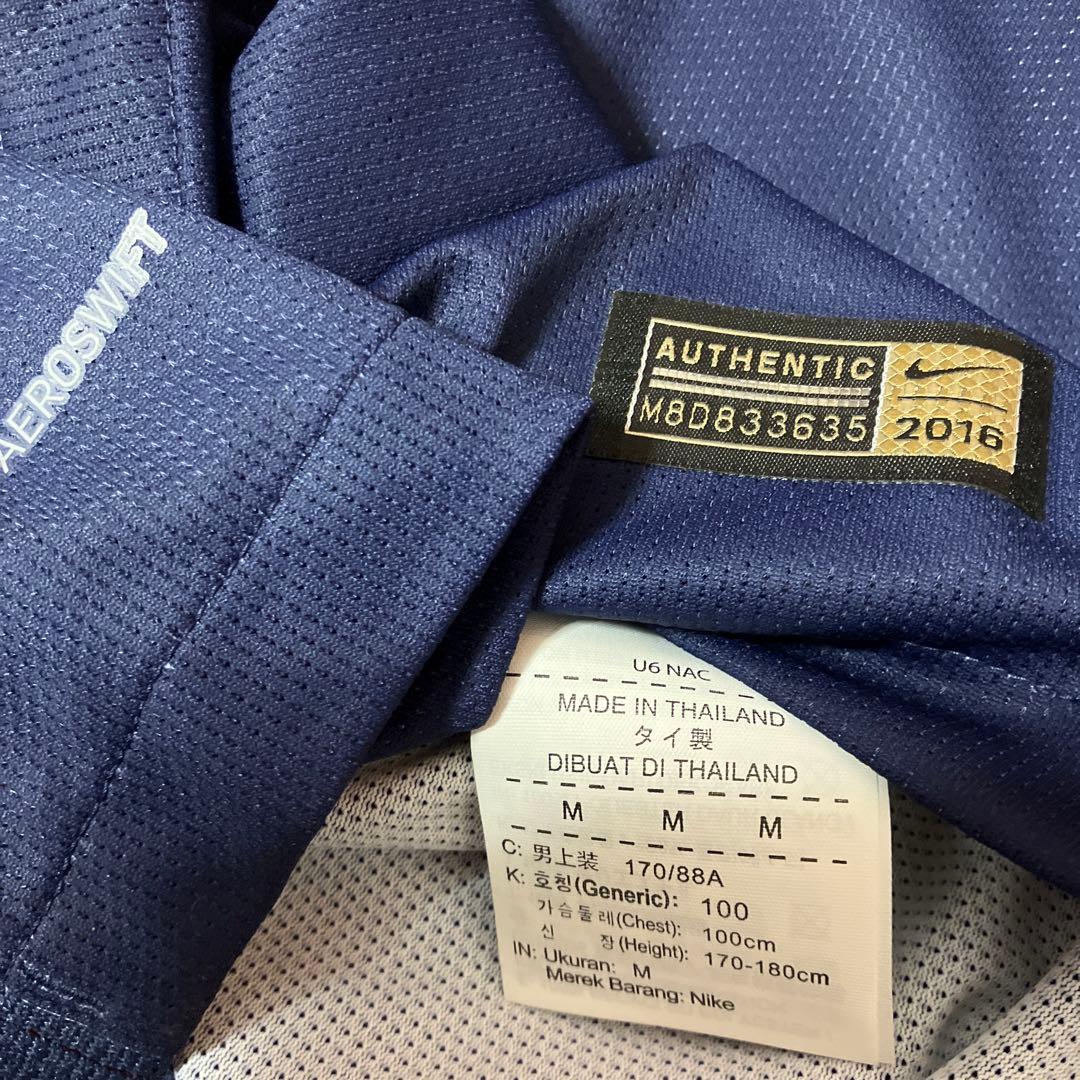 AEROSWIFT
AUTHENTIC
M8D833635
2016
U6 NAC
MADE IN THAILAND
タイ製
DIBUAT DI THAILAND
M M M
C: 男上装 170/88A
K: 호칭(Generic): 100
가슴둘레(Chest): 100cm
신 장(Height): 170-180cm
IN: Ukuran: M
Merek Barang: Nike